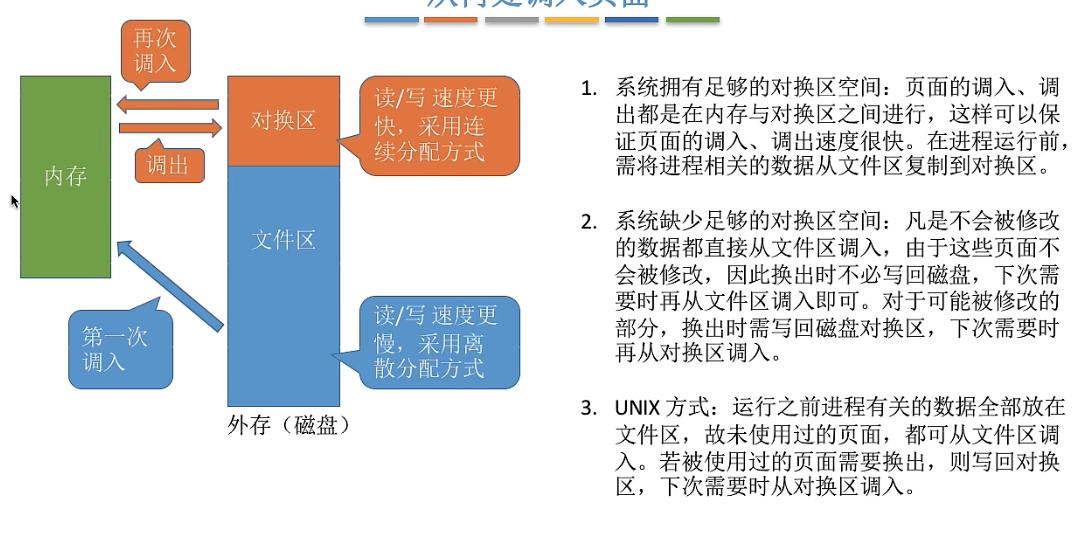 从何处调入页面
再次
调入
调出
内存
对换区
读/写 速度更
快，采用连
续分配方式
文件区
第一次
调入
读/写 速度更
慢，采用离
散分配方式
外存（磁盘）
1. 系统拥有足够的对换区空间：页面的调入、调
出都是在内存与对换区之间进行，这样可以保
证页面的调入、调出速度很快。在进程运行前，
需将进程相关的数据从文件区复制到对换区。
2. 系统缺少足够的对换区空间：凡是不会被修改
的数据都直接从文件区调入，由于这些页面不
会被修改，因此换出时不必写回磁盘，下次需
要时再从文件区调入即可。对于可能被修改的
部分，换出时需写回磁盘对换区，下次需要时
再从对换区调入。
3. UNIX 方式：运行之前进程有关的数据全部放在
文件区，故未使用过的页面，都可从文件区调
入。若被使用过的页面需要换出，则写回对换
区，下次需要时从对换区调入。